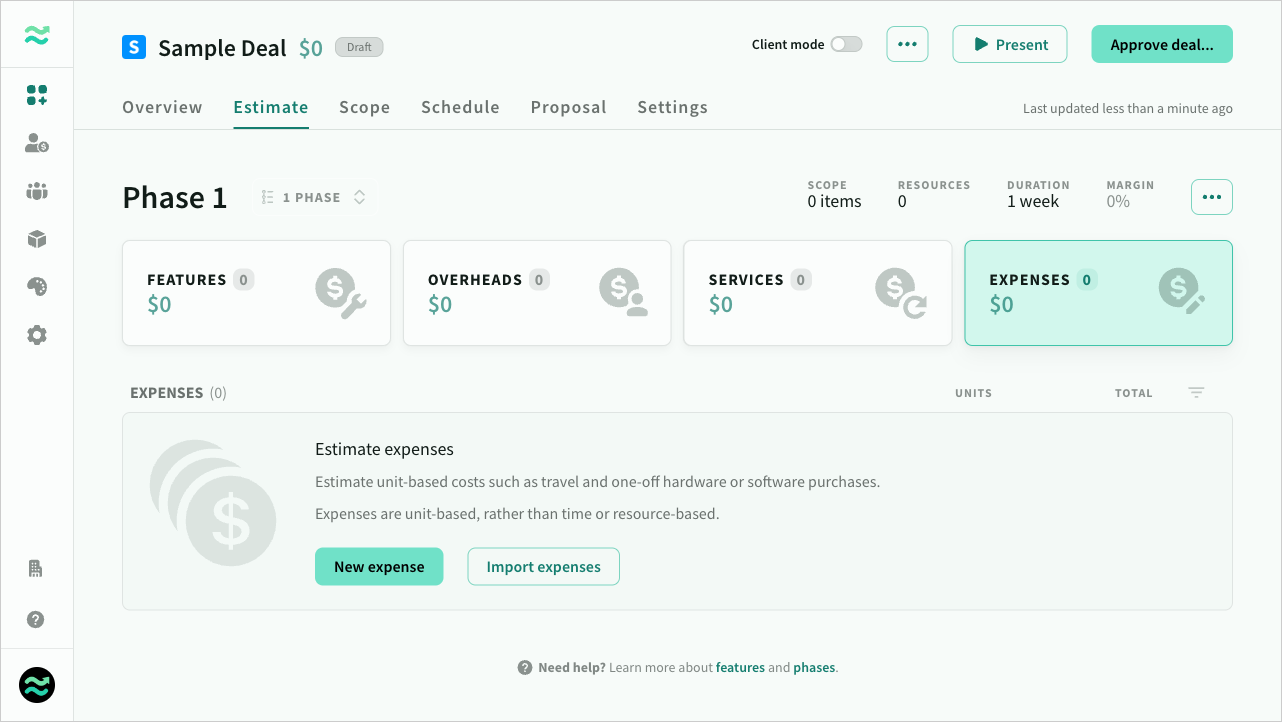 S Sample Deal $0 Draft
Client mode
Present
Approve deal...
Overview Estimate Scope Schedule Proposal Settings
Last updated less than a minute ago
Phase 1
1 PHASE
SCOPE RESOURCES DURATION MARGIN
0 items 0 1 week 0%
FEATURES 0
$0
$
OVERHEADS 0
$0
$
SERVICES 0
$0
$
EXPENSES 0
$0
$
EXPENSES (0) UNITS TOTAL
$
Estimate expenses
Estimate unit-based costs such as travel and one-off hardware or software purchases.
Expenses are unit-based, rather than time or resource-based.
New expense Import expenses
? Need help? Learn more about features and phases.